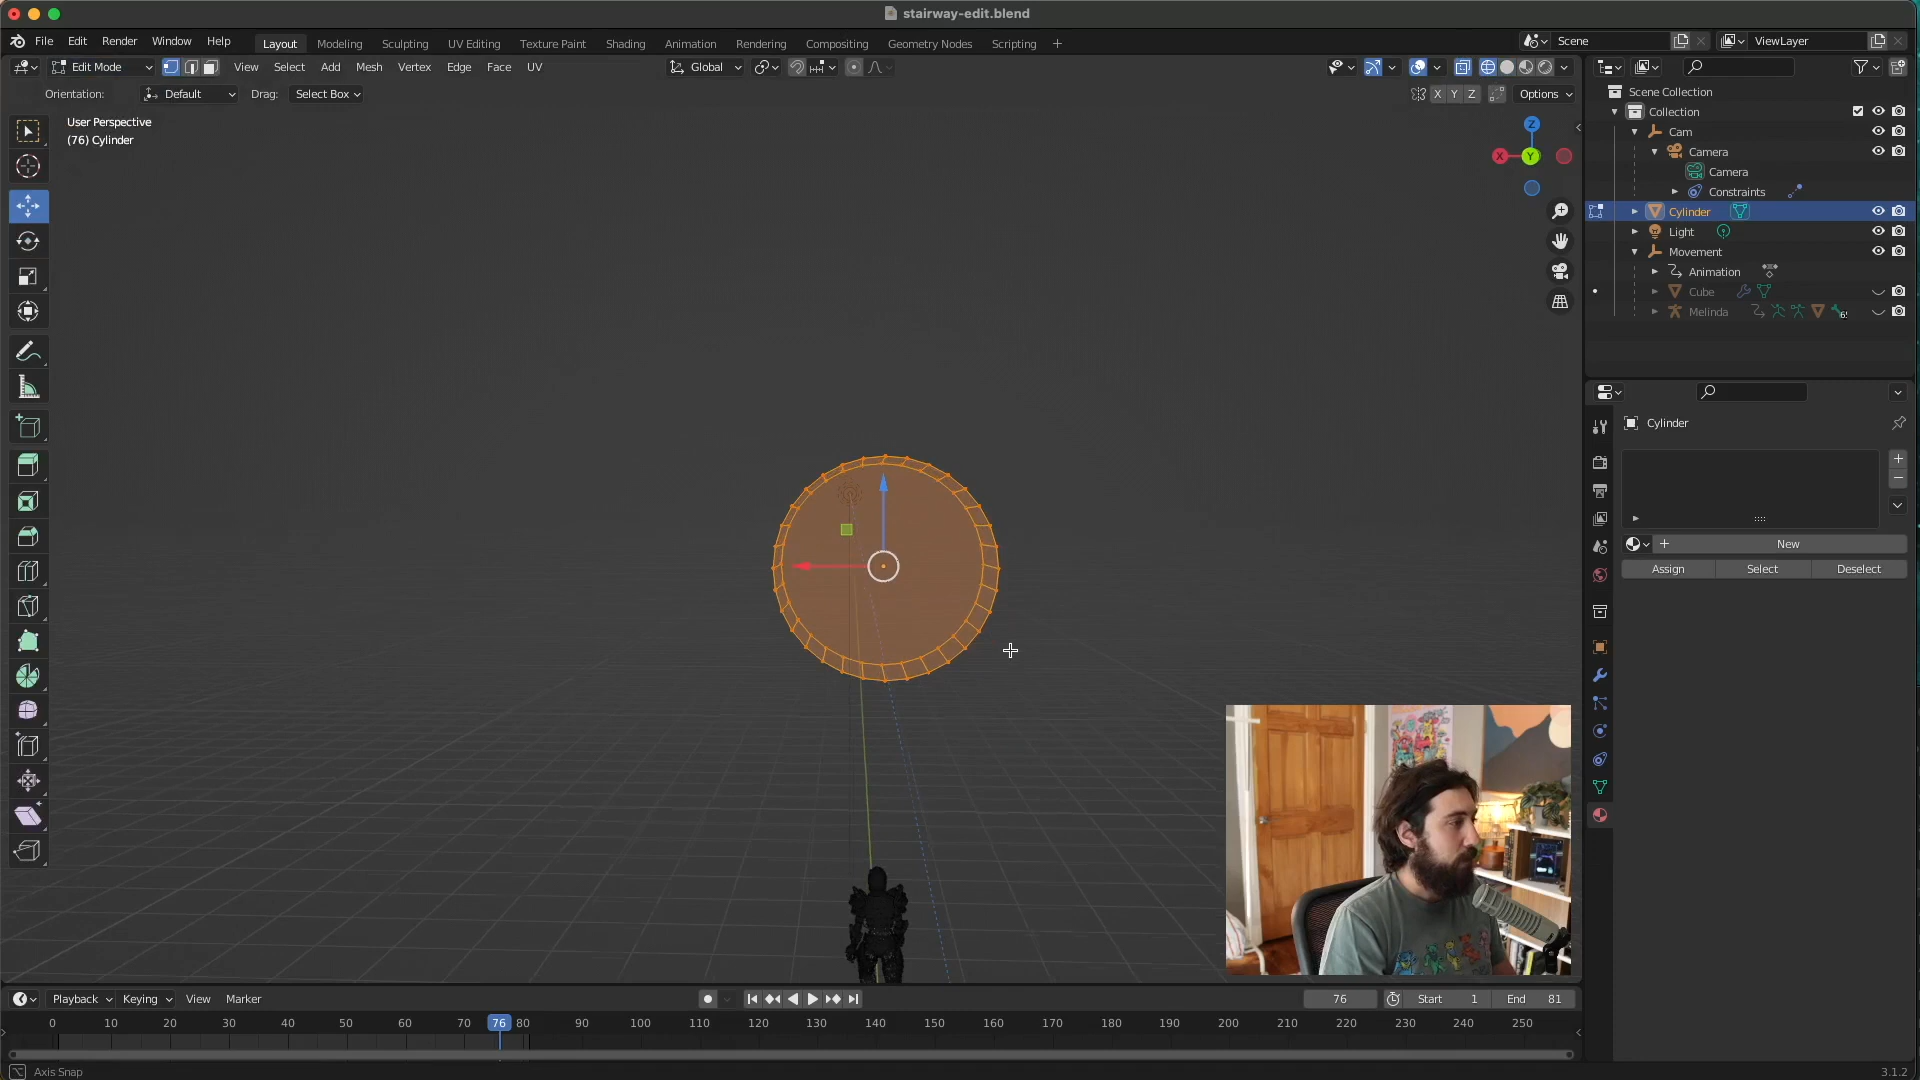 stairway-edit.blend
File Edit Render Window Help Layout Modeling Sculpting UV Editing Texture Paint Shading Animation Rendering Compositing Geometry Nodes Scripting + Scene ViewLayer
Edit Mode View Select Add Mesh Vertex Edge Face UV Global
Orientation: Default Drag: Select Box X Y Z Options
User Perspective
(76) Cylinder
Z
X Y
Scene Collection
Collection
Cam
Camera
Camera
Constraints
Cylinder
Light
Movement
Animation
Cube
Melinda
Cylinder
New
Assign Select Deselect
Playback Keying View Marker 76 Start 1 End 81
0 10 20 30 40 50 60 70 76 80 90 100 110 120 130 140 150 160 170 180 190 200 210 220 230 240 250
Axis Snap 3.1.2